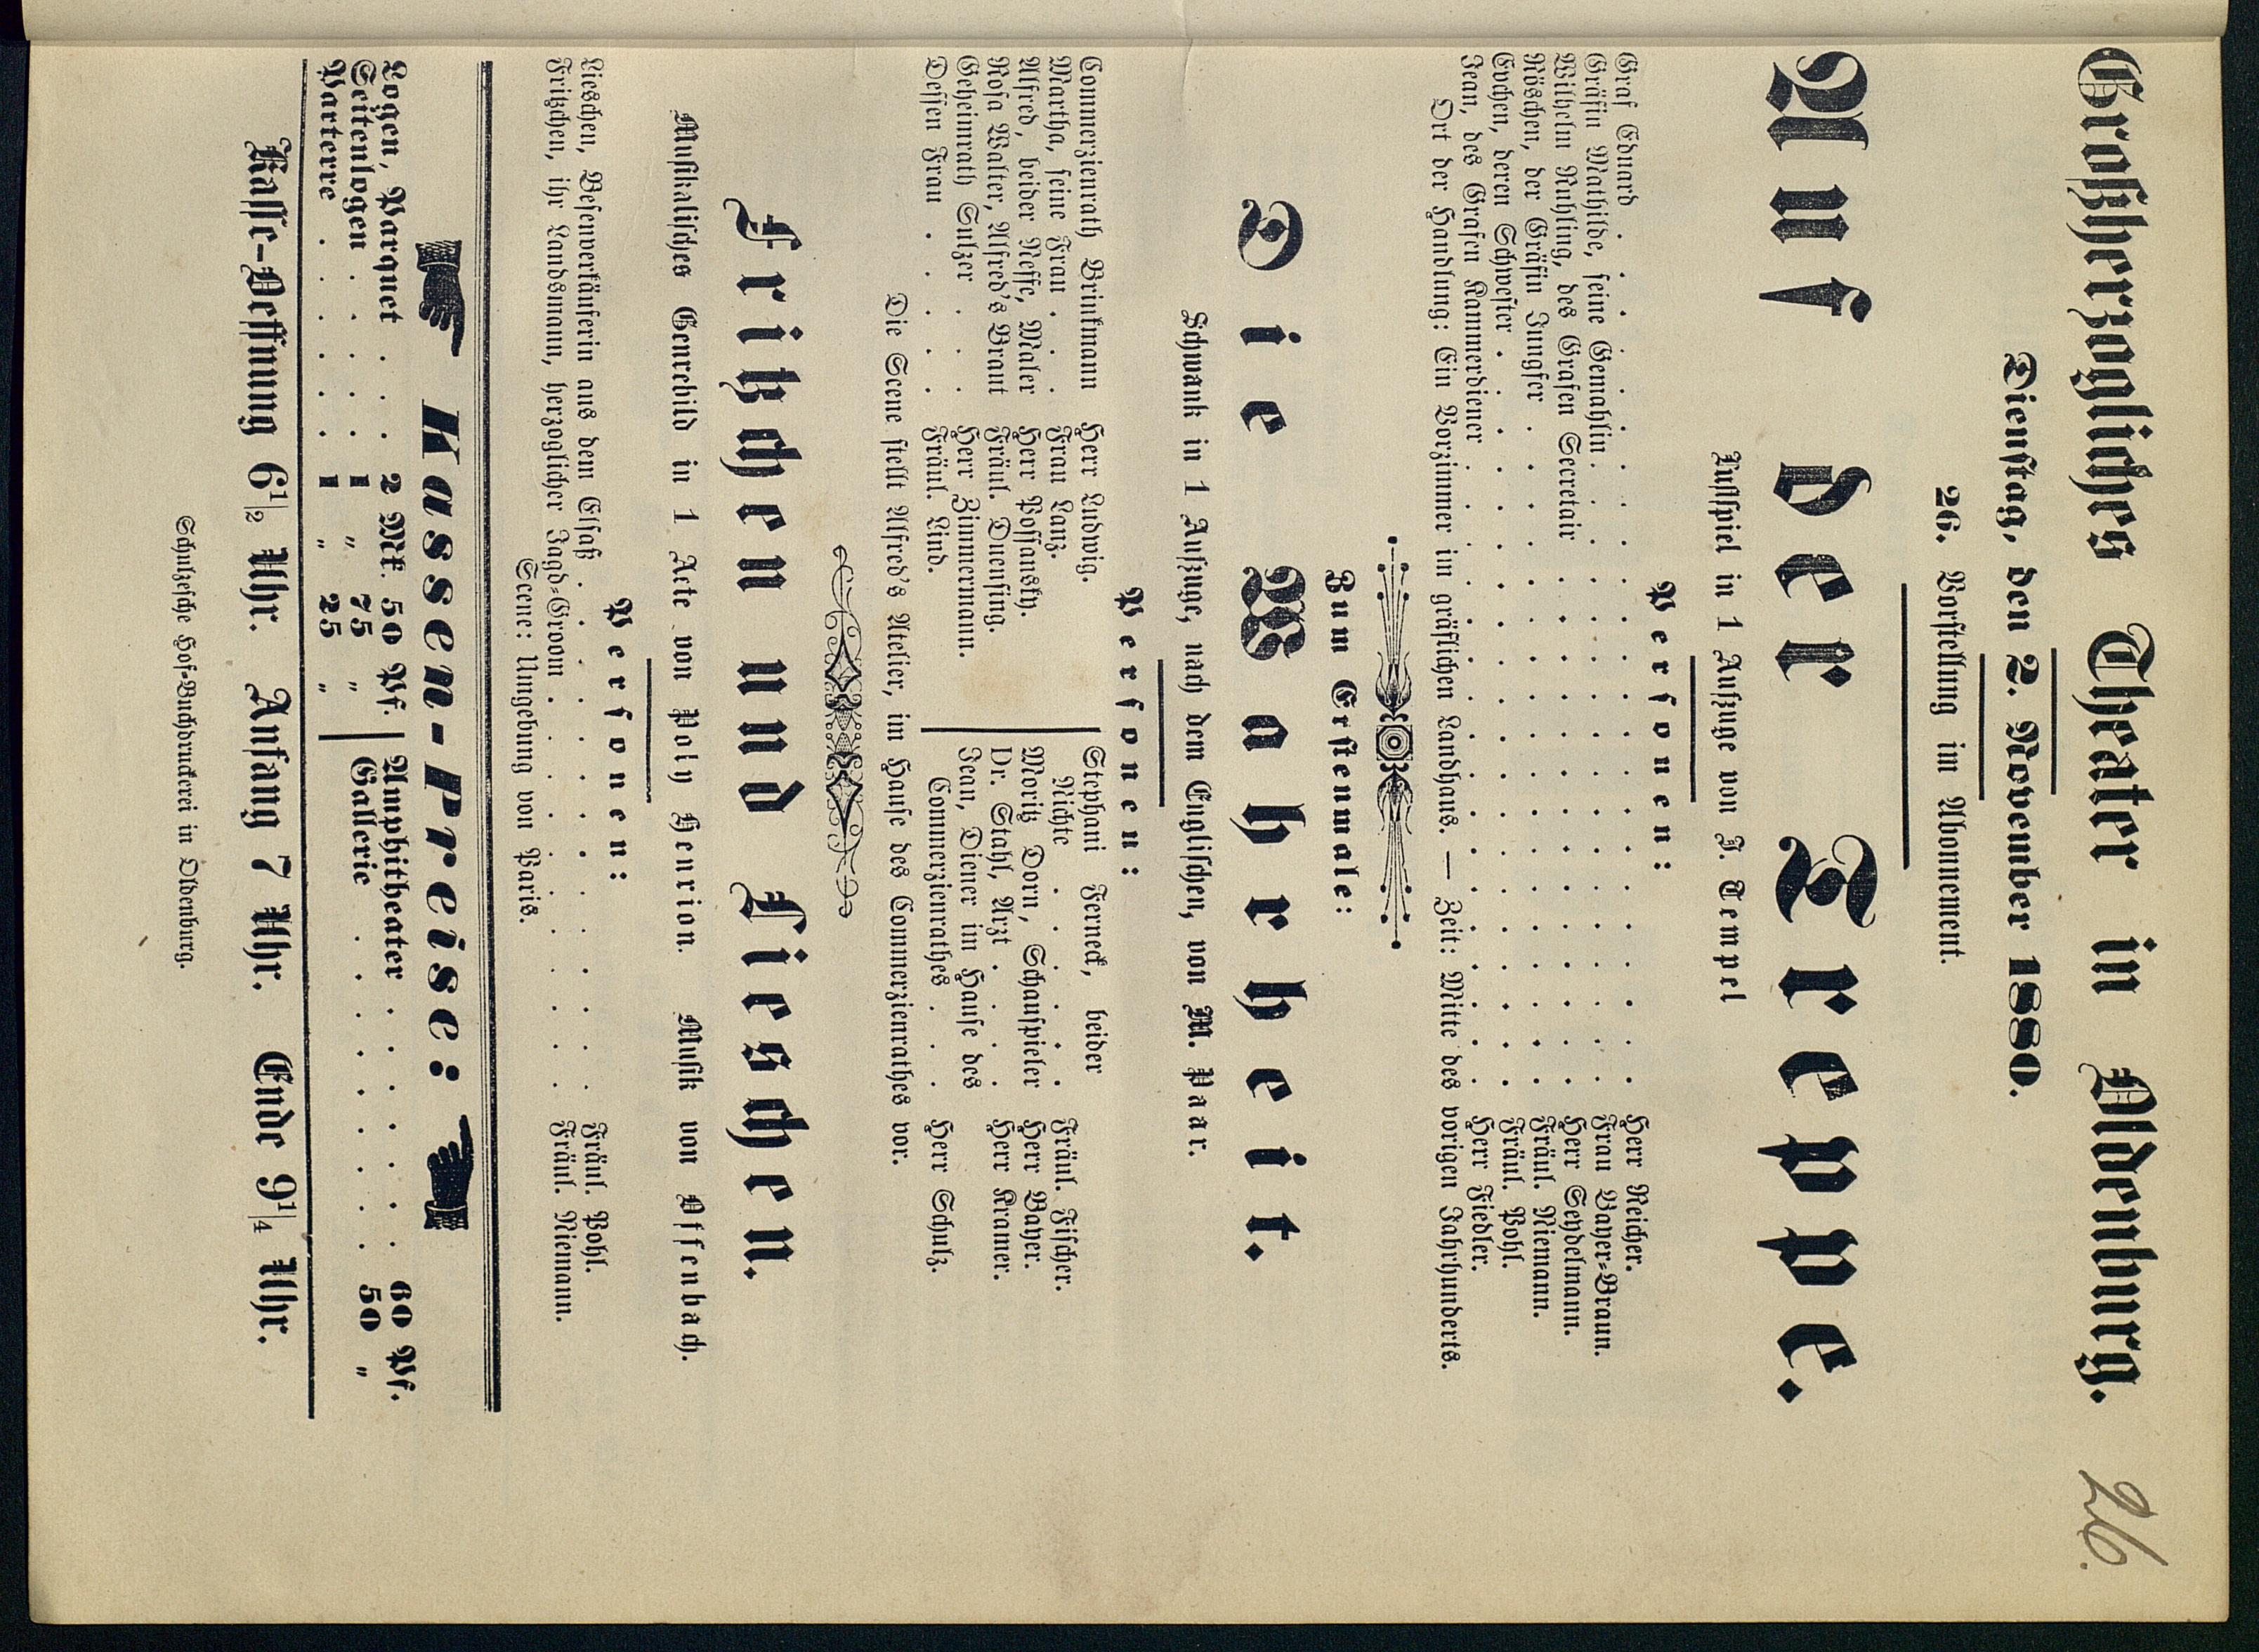 26.
Großherzogliches Theater in Oldenburg.
Dienstag, den 2. November 1880.
26. Vorstellung im Abonnement.
Auf der Treppe.
Lustspiel in 1 Aufzuge von J. Tempel
Personen:
Graf Eduard . . . . . . . . . . Herr Reicher.
Gräfin Mathilde, seine Gemahlin . . . . . . . . Frau Bayer-Braun.
Wilhelm Ruhling, des Grafen Secretair . . . . . . . Herr Seydelmann.
Röschen, der Gräfin Jungfer . . . . . . . . Fräul. Niemann.
Evchen, deren Schwester . . . . . . . . . Fräul. Pohl.
Jean, des Grafen Kammerdiener . . . . . . . . Herr Fiedler.
Ort der Handlung: Ein Vorzimmer im gräflichen Landhaus. — Zeit: Mitte des vorigen Jahrhunderts.
Zum Erstenmale:
Die Wahrheit.
Schwank in 1 Aufzuge, nach dem Englischen, von M. Paar.
Personen:
Commerzienrath Brinkmann Herr Ludwig.
Martha, seine Frau . . . Frau Lanz.
Alfred, beider Neffe, Maler Herr Possansky.
Rosa Walter, Alfred's Braut Fräul. Duensing.
Geheimrath Sulzer . . . Herr Zimmermann.
Dessen Frau . . . . . Fräul. Lind.
Stephani Ferneck, beider
Nichte . . . . . Fräul. Fischer.
Moritz Dorn, Schauspieler Herr Bayer.
Dr. Stahl, Arzt . . . . Herr Kramer.
Jean, Diener im Hause des
Commerzienrathes . . . Herr Schulz.
Die Scene stellt Alfred's Atelier, im Hause des Commerzienrathes vor.
Fritzchen und Lieschen.
Musikalisches Genrebild in 1 Acte von Poly Henrion. Musik von Offenbach.
Personen:
Lieschen, Besenverkäuferin aus dem Elsaß . . . . . . . . Fräul. Pohl.
Fritzchen, ihr Landsmann, herzoglicher Jagd-Groom . . . . . . . Fräul. Niemann.
Scene: Umgebung von Paris.
Kassen-Preise:
Logen, Parquet . . . 2 Mk. 50 Pf.
Seitenlogen . . . . 1 „ 75 „
Parterre . . . . . 1 „ 25 „
Amphitheater . . . . . . . 60 Pf.
Gallerie . . . . . . . . 50 „
Kasse-Oeffnung 6 1/2 Uhr. Anfang 7 Uhr. Ende 9 1/4 Uhr.
Schulzesche Hof-Buchdruckerei in Oldenburg.